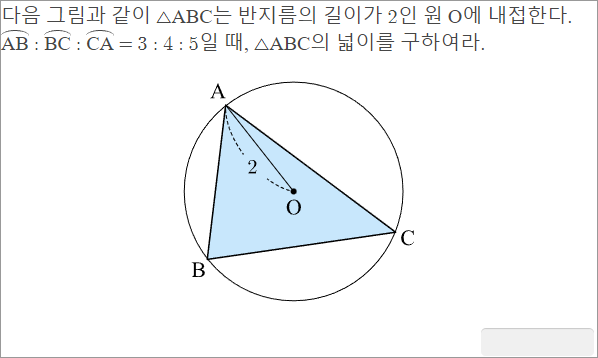 다음 그림과 같이 △ABC는 반지름의 길이가 2인 원 O에 내접한다.
⌒AB : ⌒BC : ⌒CA = 3 : 4 : 5일 때, △ABC의 넓이를 구하여라.
A
2
O
C
B